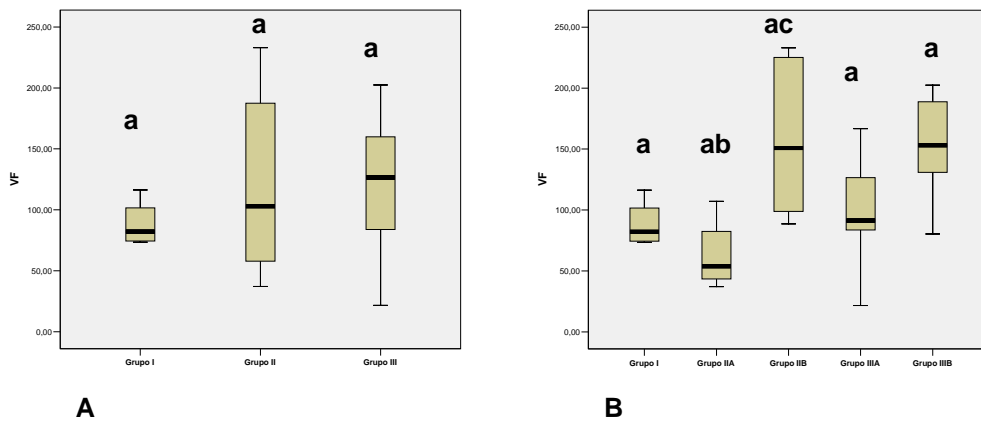 250,00
200,00
150,00
100,00
50,00
0,00
VF
a
a
a
Grupo I
Grupo II
Grupo III
A
250,00
200,00
150,00
100,00
50,00
0,00
VF
a
ab
ac
a
a
Grupo I
Grupo IIA
Grupo IIB
Grupo IIIA
Grupo IIIB
B